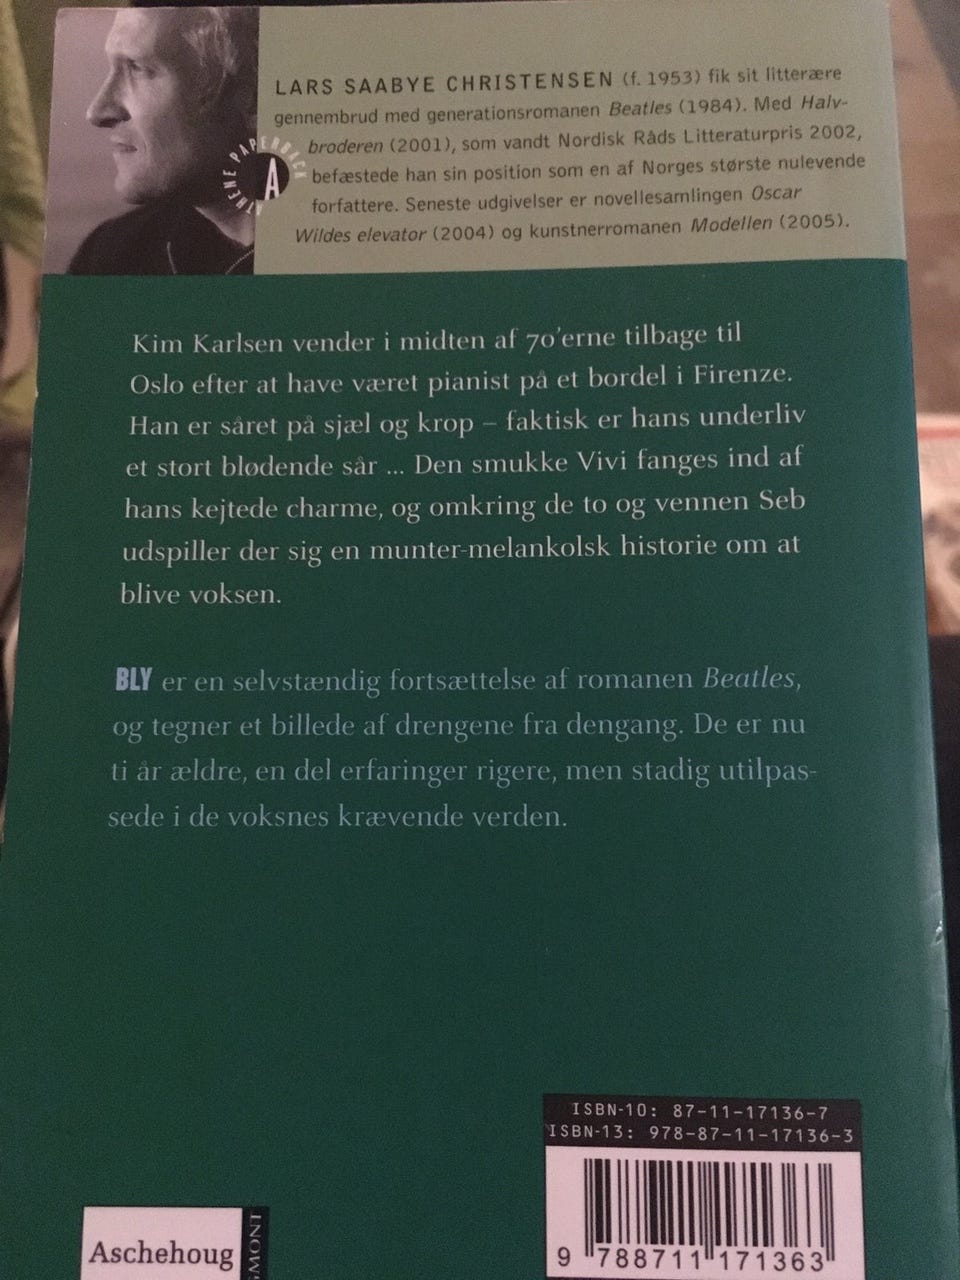 LARS SAABYE CHRISTENSEN (f. 1953) fik sit litterære
gennembrud med generationsromanen Beatles (1984). Med Halv-
broderen (2001), som vandt Nordisk Råds Litteraturpris 2002,
befæstede han sin position som en af Norges største nulevende
forfattere. Seneste udgivelser er novellesamlingen Oscar
Wildes elevator (2004) og kunstnerromanen Modellen (2005).
ATHENE PAPERBACK
A
Kim Karlsen vender i midten af 70'erne tilbage til
Oslo efter at have været pianist på et bordel i Firenze.
Han er såret på sjæl og krop – faktisk er hans underliv
et stort blødende sår ... Den smukke Vivi fanges ind af
hans kejtede charme, og omkring de to og vennen Seb
udspiller der sig en munter-melankolsk historie om at
blive voksen.
BLY er en selvstændig fortsættelse af romanen Beatles,
og tegner et billede af drengene fra dengang. De er nu
ti år ældre, en del erfaringer rigere, men stadig utilpas-
sede i de voksnes krævende verden.
ISBN-10: 87-11-17136-7
ISBN-13: 978-87-11-17136-3
9 788711 171363
Aschehoug
GMONT